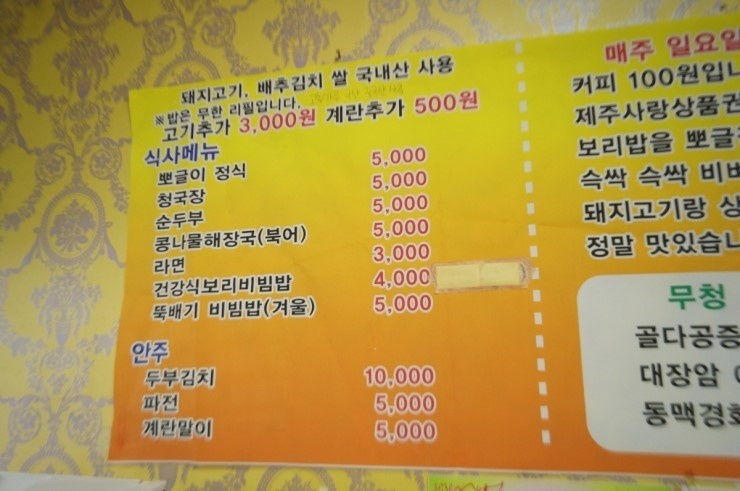 돼지고기, 배추김치 쌀 국내산 사용
※밥은 무한 리필입니다.
고기추가 3,000원 계란추가 500원
식사메뉴
뽀글이 정식 5,000
청국장 5,000
순두부 5,000
콩나물해장국(북어) 5,000
라면 3,000
건강식보리비빔밥 4,000
뚝배기 비빔밥(겨울) 5,000
안주
두부김치 10,000
파전 5,000
계란말이 5,000
매주 일요일
커피 100원입니
제주사랑상품권
보리밥을 뽀글
슥싹 슥싹 비벼
돼지고기랑 상
정말 맛있습니
무청
골다공증
대장암
동맥경화